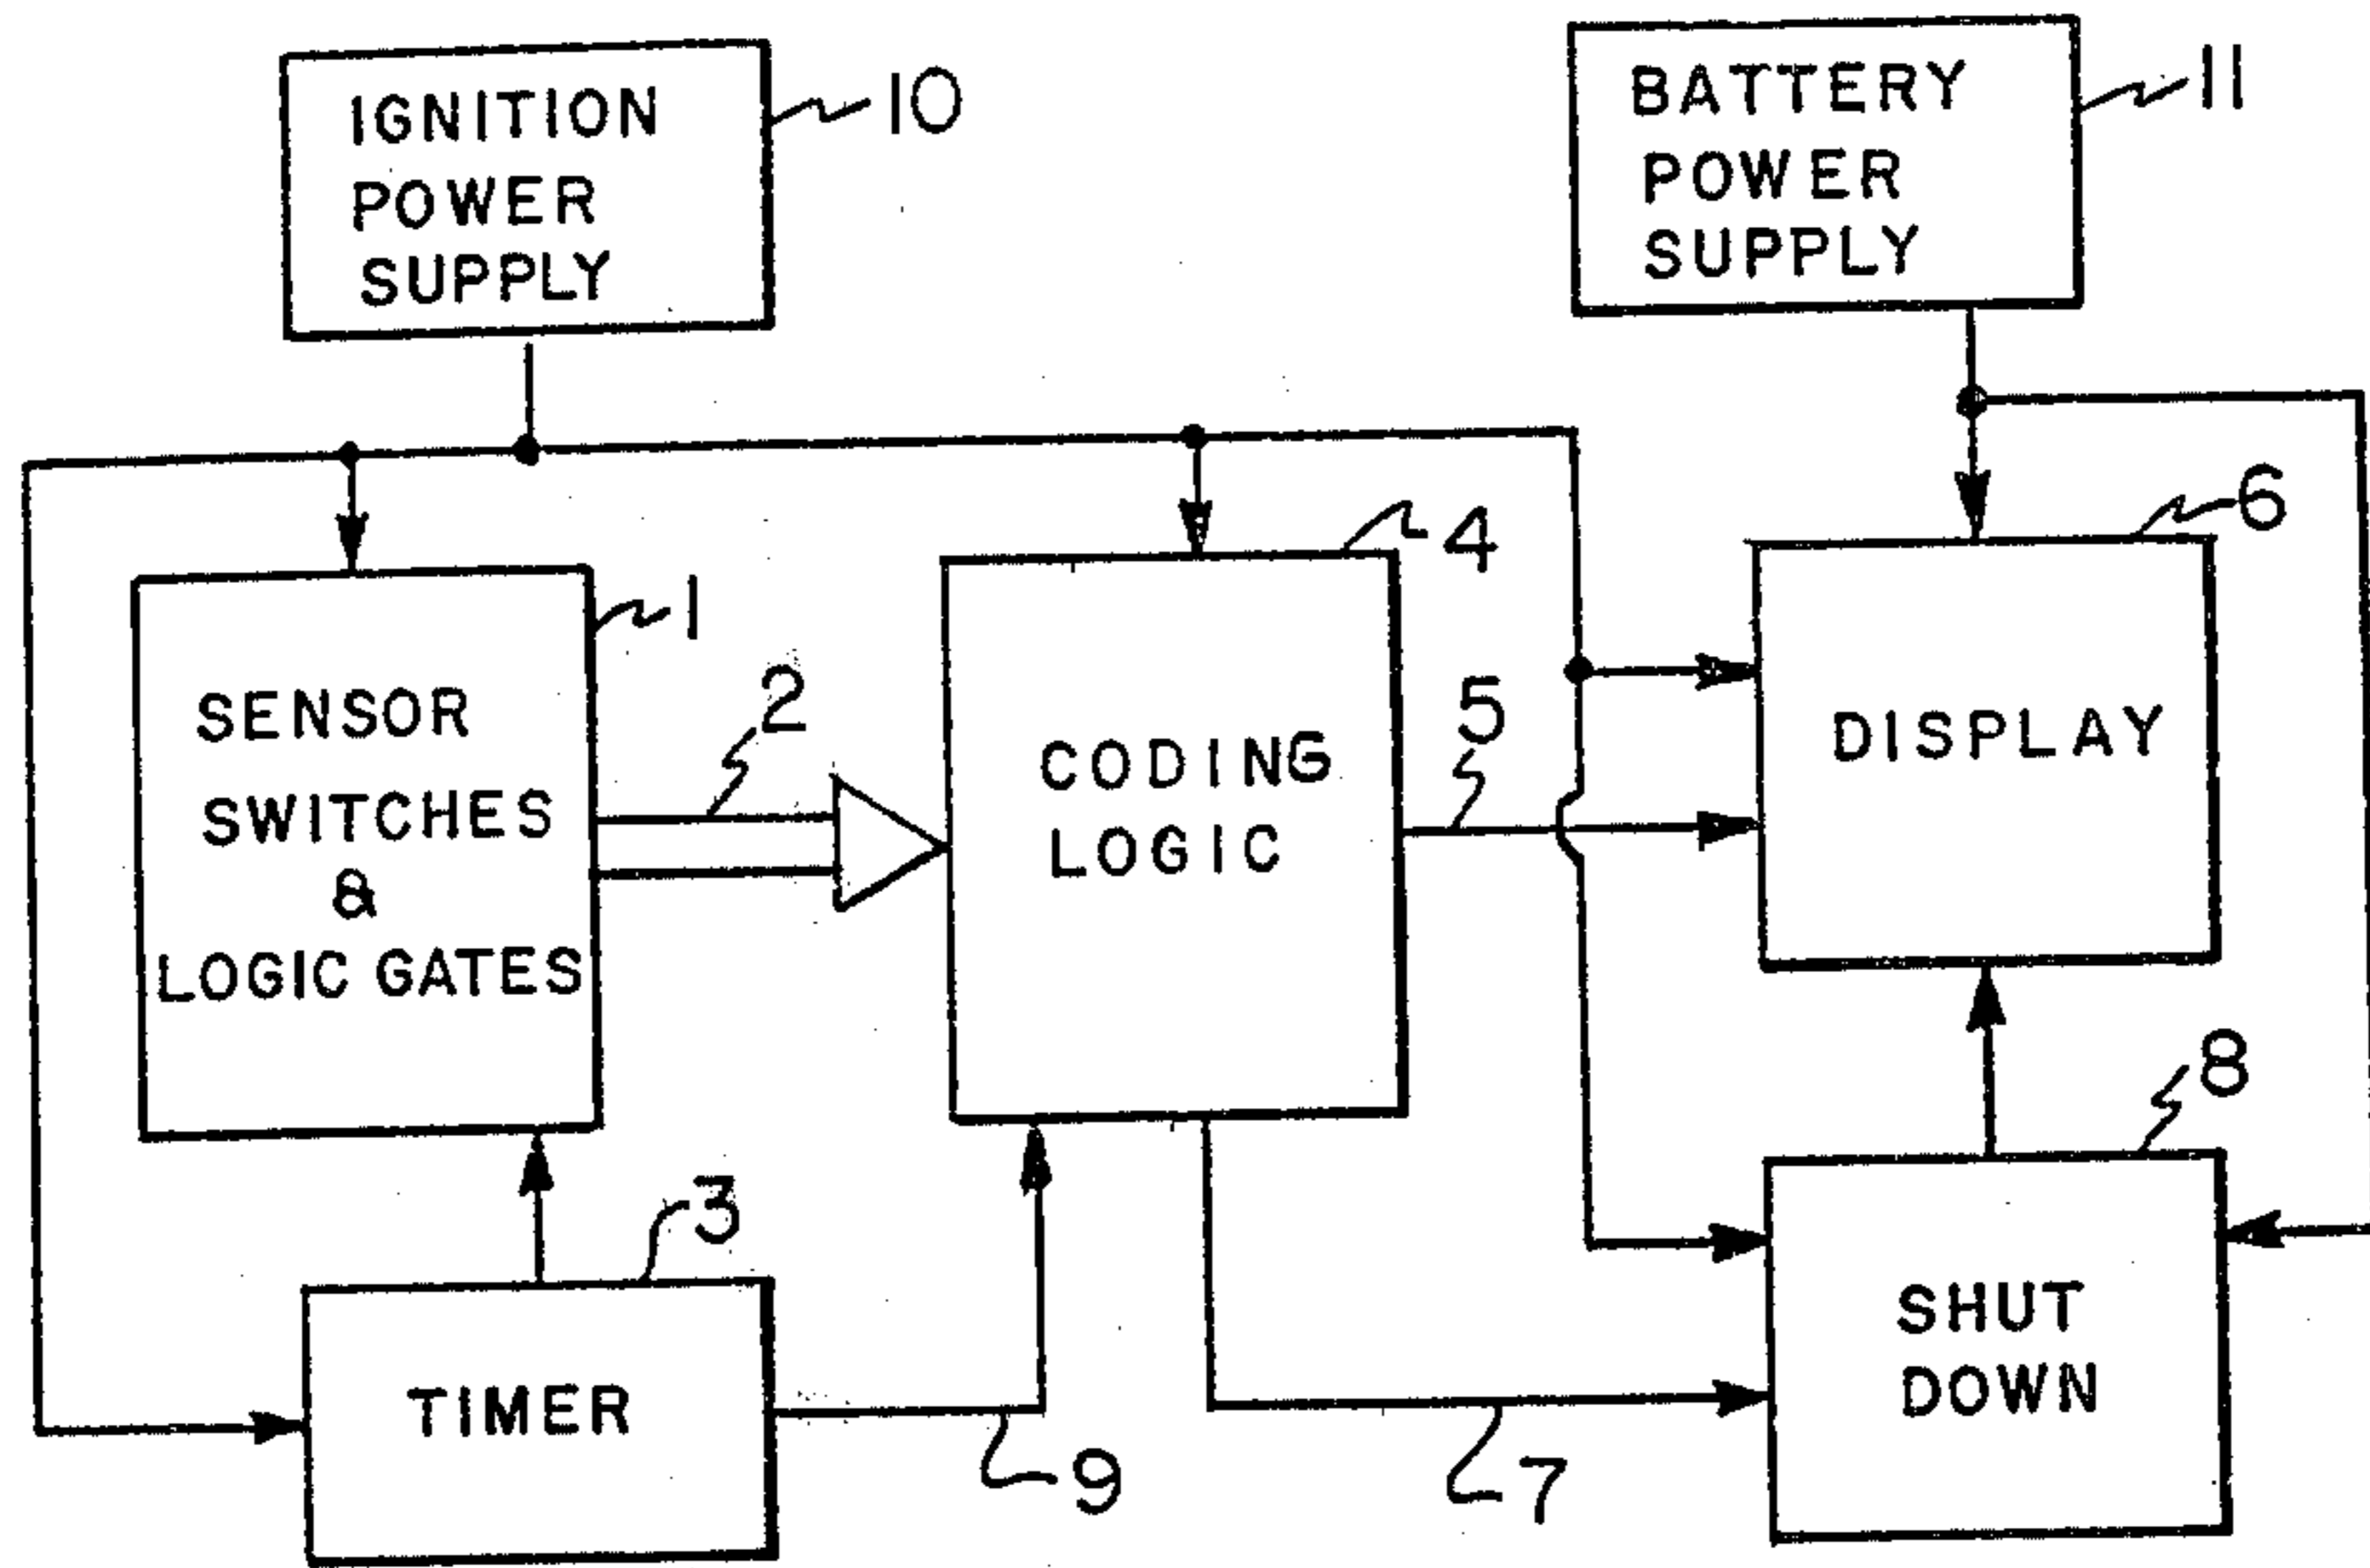 IGNITION
POWER
SUPPLY
10
BATTERY
POWER
SUPPLY
11
SENSOR
SWITCHES
&
LOGIC GATES
1
2
CODING
LOGIC
4
5
DISPLAY
6
TIMER
3
9
7
SHUT
DOWN
8